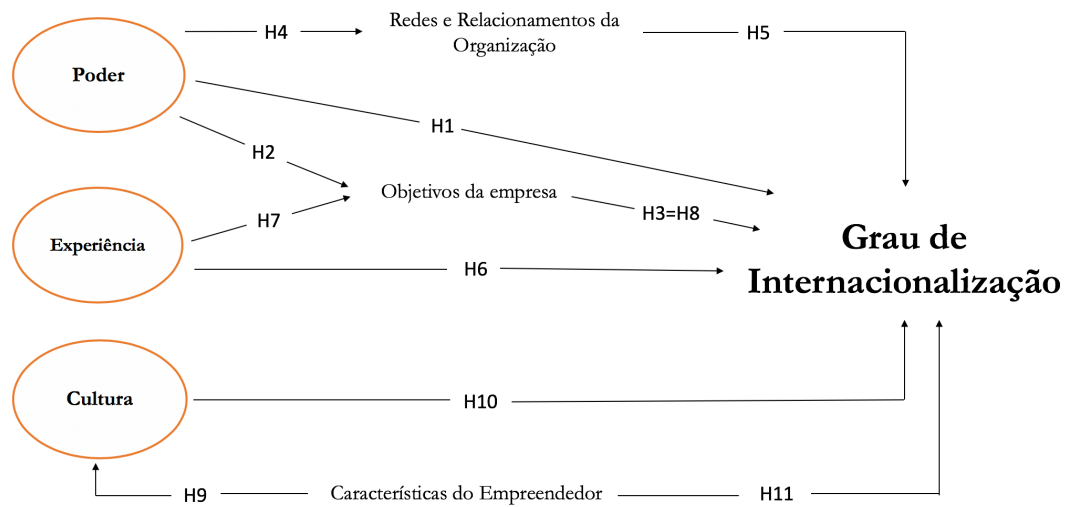 H4
Redes e Relacionamentos da
Organização
H5
Poder
H1
H2
Objetivos da empresa
H3=H8
H7
Experiência
Grau de
Internacionalização
H6
Cultura
H10
H9
Características do Empreendedor
H11